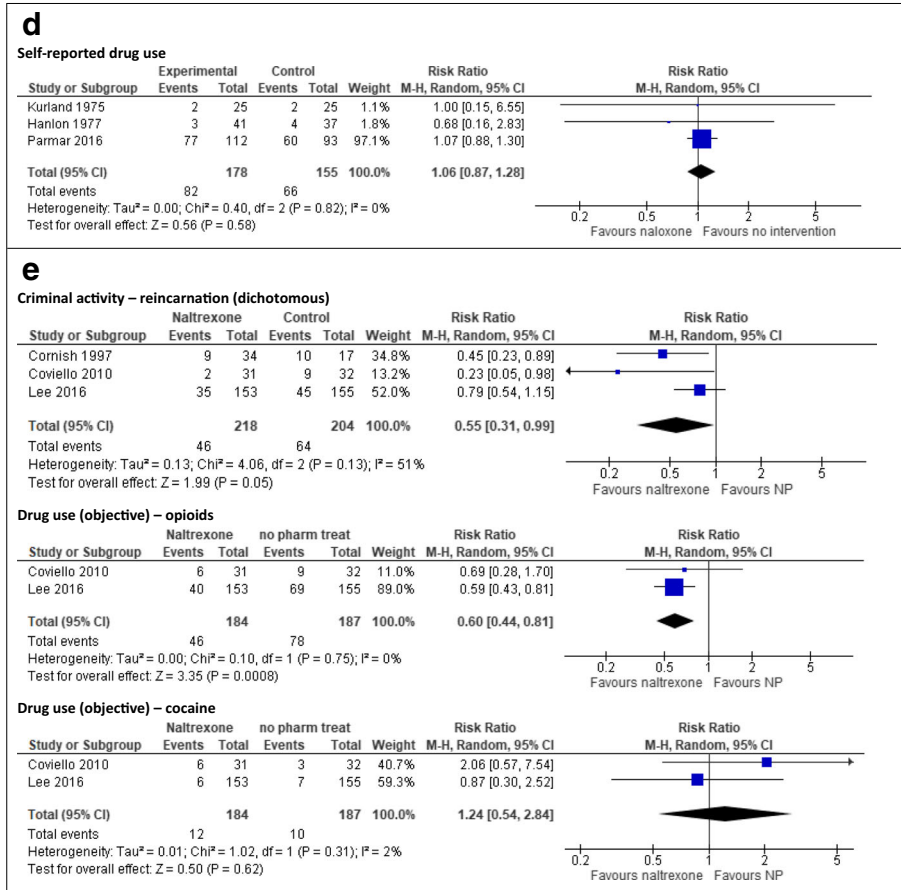 d
Self-reported drug use
Experimental Control Risk Ratio Risk Ratio
Study or Subgroup Events Total Events Total Weight M-H, Random, 95% CI M-H, Random, 95% CI
Kurland 1975 2 25 2 25 1.1% 1.00 [0.15, 6.55]
Hanlon 1977 3 41 4 37 1.8% 0.68 [0.16, 2.83]
Parmar 2016 77 112 60 93 97.1% 1.07 [0.88, 1.30]
Total (95% CI) 178 155 100.0% 1.06 [0.87, 1.28]
Total events 82 66
Heterogeneity: Tau² = 0.00; Chi² = 0.40, df = 2 (P = 0.82); I² = 0%
Test for overall effect: Z = 0.56 (P = 0.58)
0.2 0.5 1 2 5
Favours naloxone Favours no intervention
e
Criminal activity – reincarnation (dichotomous)
Naltrexone Control Risk Ratio Risk Ratio
Study or Subgroup Events Total Events Total Weight M-H, Random, 95% CI M-H, Random, 95% CI
Cornish 1997 9 34 10 17 34.8% 0.45 [0.23, 0.89]
Coviello 2010 2 31 9 32 13.2% 0.23 [0.05, 0.98]
Lee 2016 35 153 45 155 52.0% 0.79 [0.54, 1.15]
Total (95% CI) 218 204 100.0% 0.55 [0.31, 0.99]
Total events 46 64
Heterogeneity: Tau² = 0.13; Chi² = 4.06, df = 2 (P = 0.13); I² = 51%
Test for overall effect: Z = 1.99 (P = 0.05)
0.2 0.5 1 2 5
Favours naltrexone Favours NP
Drug use (objective) – opioids
Naltrexone no pharm treat Risk Ratio Risk Ratio
Study or Subgroup Events Total Events Total Weight M-H, Random, 95% CI M-H, Random, 95% CI
Coviello 2010 6 31 9 32 11.0% 0.69 [0.28, 1.70]
Lee 2016 40 153 69 155 89.0% 0.59 [0.43, 0.81]
Total (95% CI) 184 187 100.0% 0.60 [0.44, 0.81]
Total events 46 78
Heterogeneity: Tau² = 0.00; Chi² = 0.10, df = 1 (P = 0.75); I² = 0%
Test for overall effect: Z = 3.35 (P = 0.0008)
0.2 0.5 1 2 5
Favours naltrexone Favours NP
Drug use (objective) – cocaine
Naltrexone no pharm treat Risk Ratio Risk Ratio
Study or Subgroup Events Total Events Total Weight M-H, Random, 95% CI M-H, Random, 95% CI
Coviello 2010 6 31 3 32 40.7% 2.06 [0.57, 7.54]
Lee 2016 6 153 7 155 59.3% 0.87 [0.30, 2.52]
Total (95% CI) 184 187 100.0% 1.24 [0.54, 2.84]
Total events 12 10
Heterogeneity: Tau² = 0.01; Chi² = 1.02, df = 1 (P = 0.31); I² = 2%
Test for overall effect: Z = 0.50 (P = 0.62)
0.2 0.5 1 2 5
Favours naltrexone Favours NP